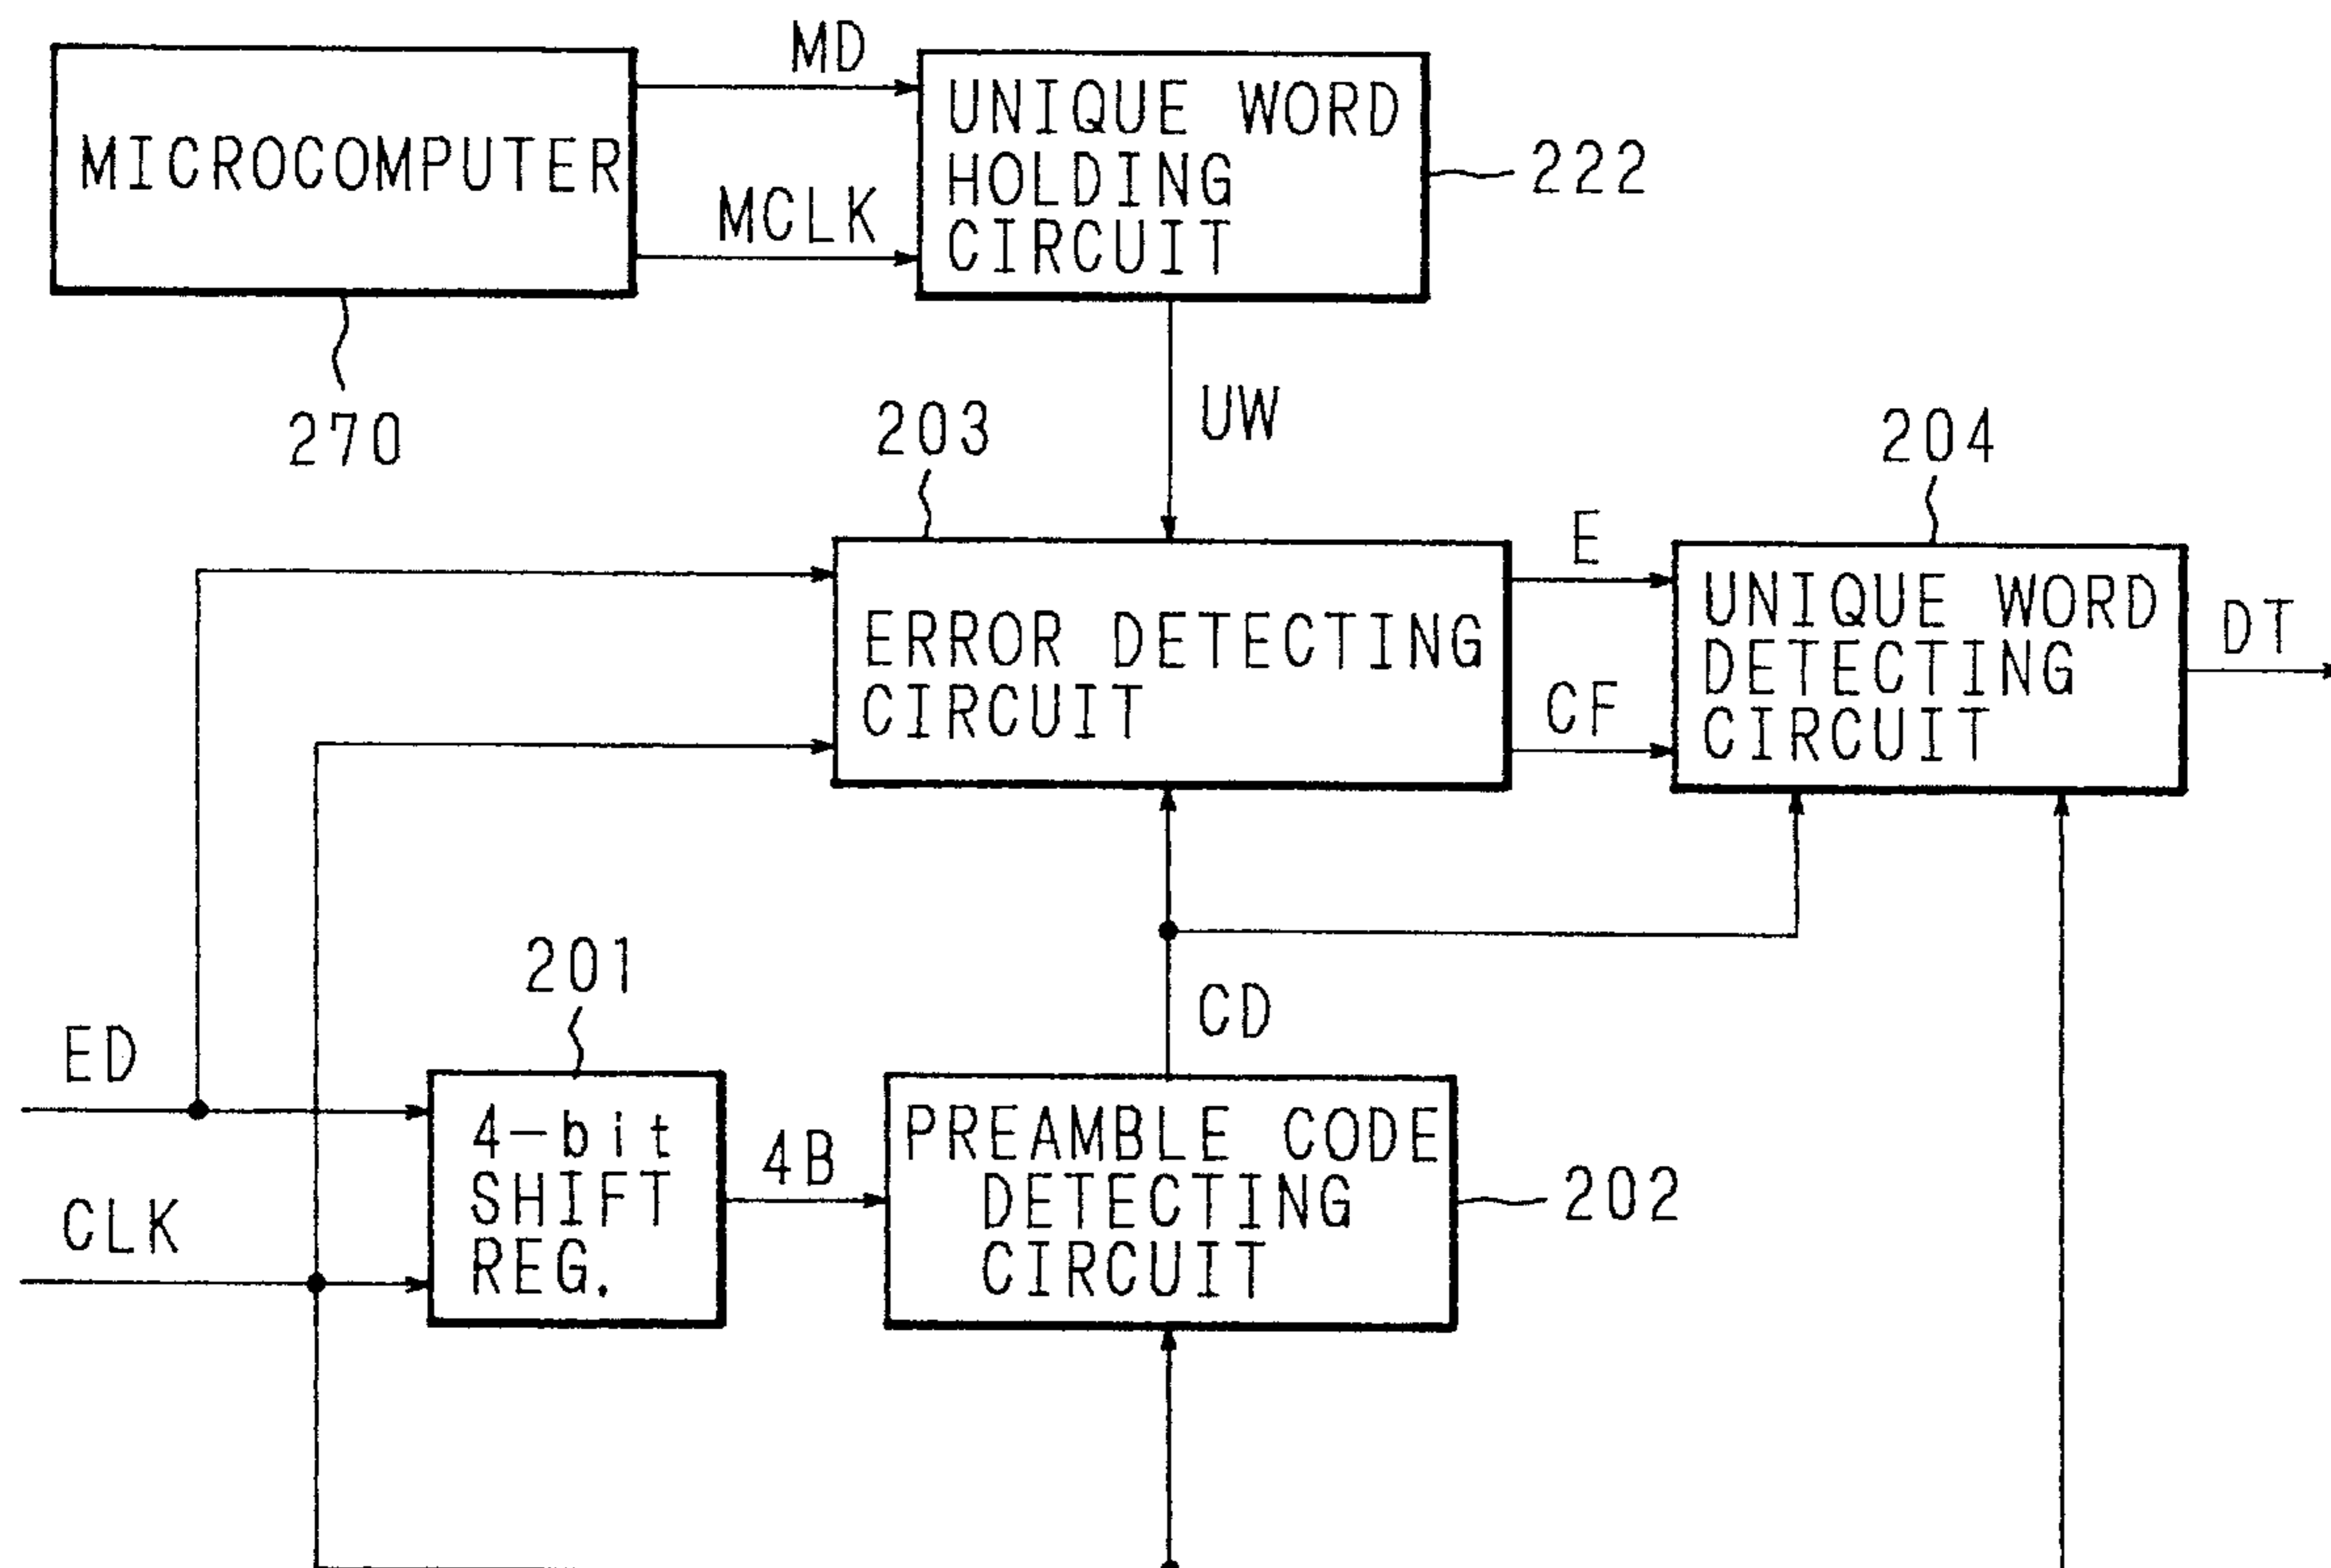 MD
MICROCOMPUTER
MCLK
UNIQUE WORD
HOLDING
CIRCUIT
222
270
UW
203
204
ERROR DETECTING
CIRCUIT
E
CF
UNIQUE WORD
DETECTING
CIRCUIT
DT
201
CD
ED
CLK
4-bit
SHIFT
REG.
4B
PREAMBLE CODE
DETECTING
CIRCUIT
202